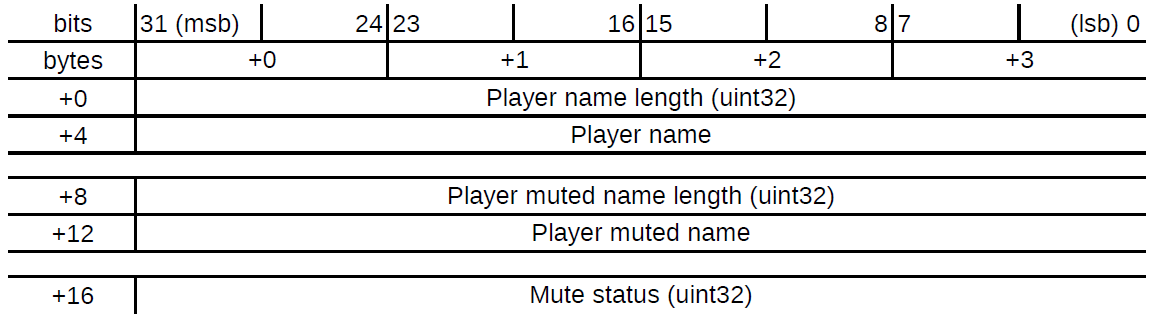 bits 31 (msb) 24 23 16 15 8 7 (lsb) 0
bytes +0 +1 +2 +3
+0 Player name length (uint32)
+4 Player name
+8 Player muted name length (uint32)
+12 Player muted name
+16 Mute status (uint32)